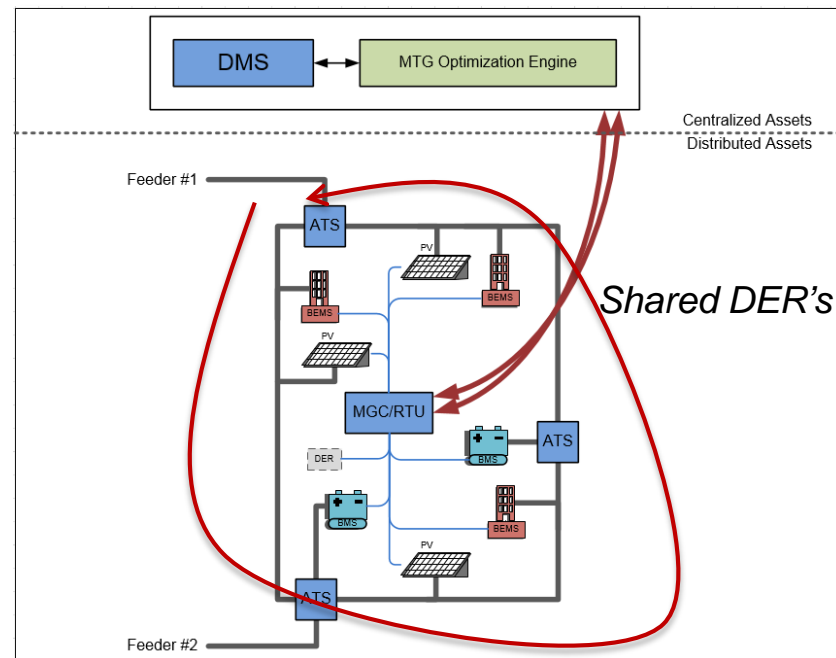 DMS
MTG Optimization Engine
Centralized Assets
Distributed Assets
Feeder #1
ATS
PV
BEMS
BEMS
Shared DER's
PV
MGC/RTU
ATS
BMS
DER
BMS
BEMS
PV
ATS
Feeder #2